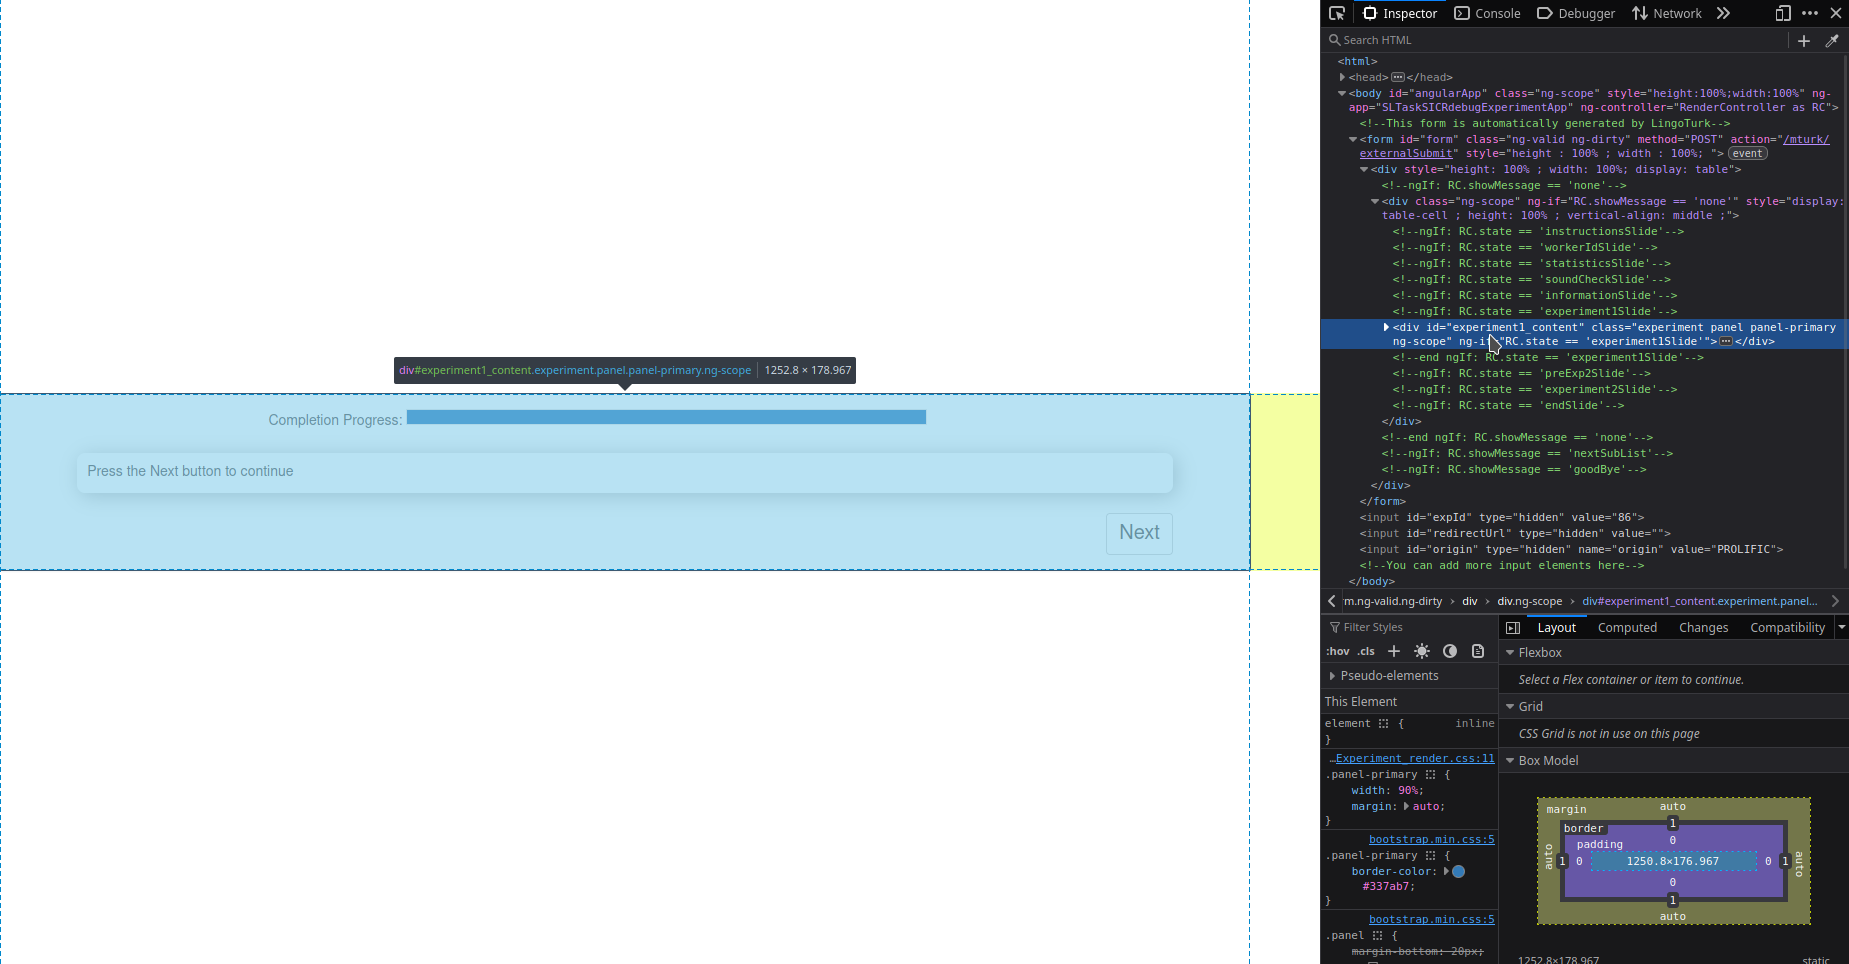 Inspector Console Debugger Network
Search HTML
<html>
<head> </head>
<body id="angularApp" class="ng-scope" style="height:100%;width:100%" ng-
app="SLTaskSICRdebugExperimentApp" ng-controller="RenderController as RC">
<!--This form is automatically generated by LingoTurk-->
<form id="form" class="ng-valid ng-dirty" method="POST" action="/mturk/
externalSubmit" style="height : 100% ; width : 100%; "> event
<div style="height: 100% ; width: 100%; display: table">
<!--ngIf: RC.showMessage == 'none'-->
<div class="ng-scope" ng-if="RC.showMessage == 'none'" style="display:
table-cell ; height: 100% ; vertical-align: middle ;">
<!--ngIf: RC.state == 'instructionsSlide'-->
<!--ngIf: RC.state == 'workerIdSlide'-->
<!--ngIf: RC.state == 'statisticsSlide'-->
<!--ngIf: RC.state == 'soundCheckSlide'-->
<!--ngIf: RC.state == 'informationSlide'-->
<!--ngIf: RC.state == 'experiment1Slide'-->
<div id="experiment1_content" class="experiment panel panel-primary
ng-scope" ng-if="RC.state == 'experiment1Slide'"> </div>
<!--end ngIf: RC.state == 'experiment1Slide'-->
<!--ngIf: RC.state == 'preExp2Slide'-->
<!--ngIf: RC.state == 'experiment2Slide'-->
<!--ngIf: RC.state == 'endSlide'-->
</div>
<!--end ngIf: RC.showMessage == 'none'-->
<!--ngIf: RC.showMessage == 'nextSubList'-->
<!--ngIf: RC.showMessage == 'goodBye'-->
</div>
</form>
<input id="expId" type="hidden" value="86">
<input id="redirectUrl" type="hidden" value="">
<input id="origin" type="hidden" name="origin" value="PROLIFIC">
<!--You can add more input elements here-->
</body>
div#experiment1_content.experiment.panel.panel-primary.ng-scope 1252.8 × 178.967
Completion Progress:
Press the Next button to continue
Next
rm.ng-valid.ng-dirty div div.ng-scope div#experiment1_content.experiment.panel...
Filter Styles
:hov .cls
Pseudo-elements
This Element
element { inline
}
…Experiment_render.css:11
.panel-primary {
width: 90%;
margin: auto;
}
bootstrap.min.css:5
.panel-primary {
border-color:
#337ab7;
}
bootstrap.min.css:5
.panel {
margin-bottom: 20px;
Layout Computed Changes Compatibility
Flexbox
Select a Flex container or item to continue.
Grid
CSS Grid is not in use on this page
Box Model
margin auto
border 1
padding 0
auto 1 0 1250.8×176.967 0 1 auto
0
1
auto
1252.8×178.967 static